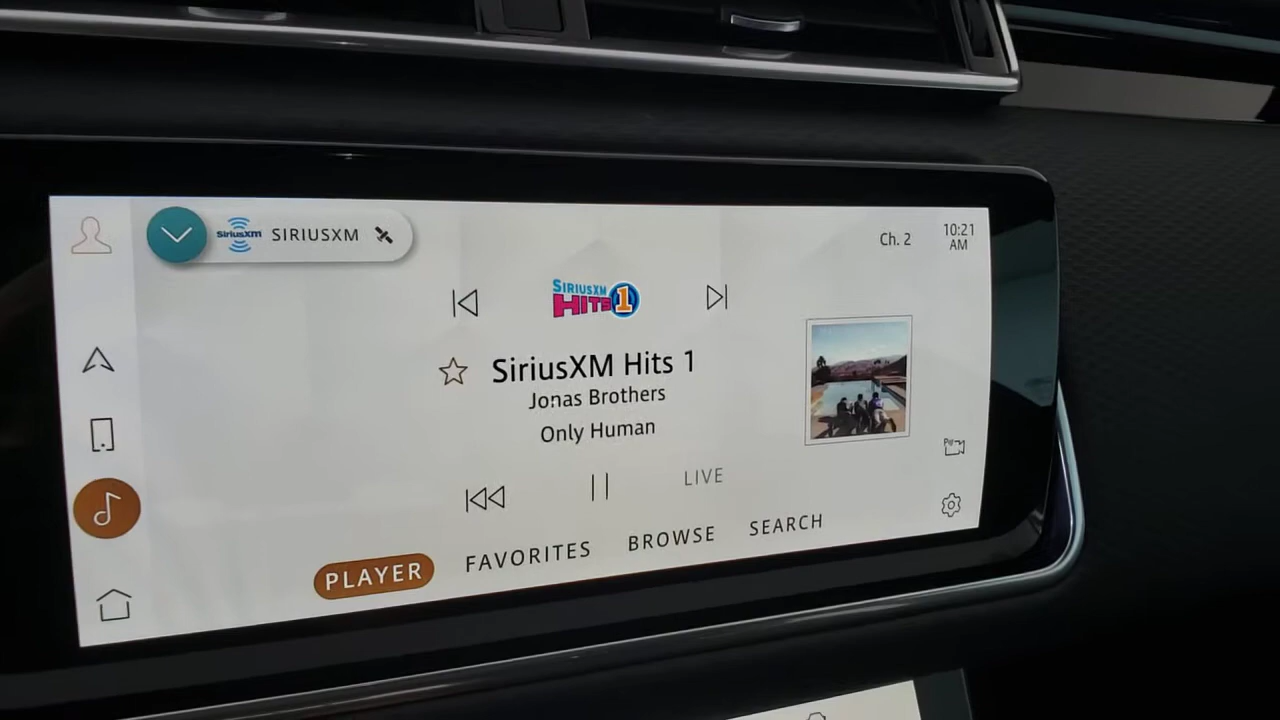 SiriusXM SIRIUSXM
Ch. 2
10:21
AM
SIRIUSXM
HITS 1
SiriusXM Hits 1
Jonas Brothers
Only Human
LIVE
PLAYER FAVORITES BROWSE SEARCH